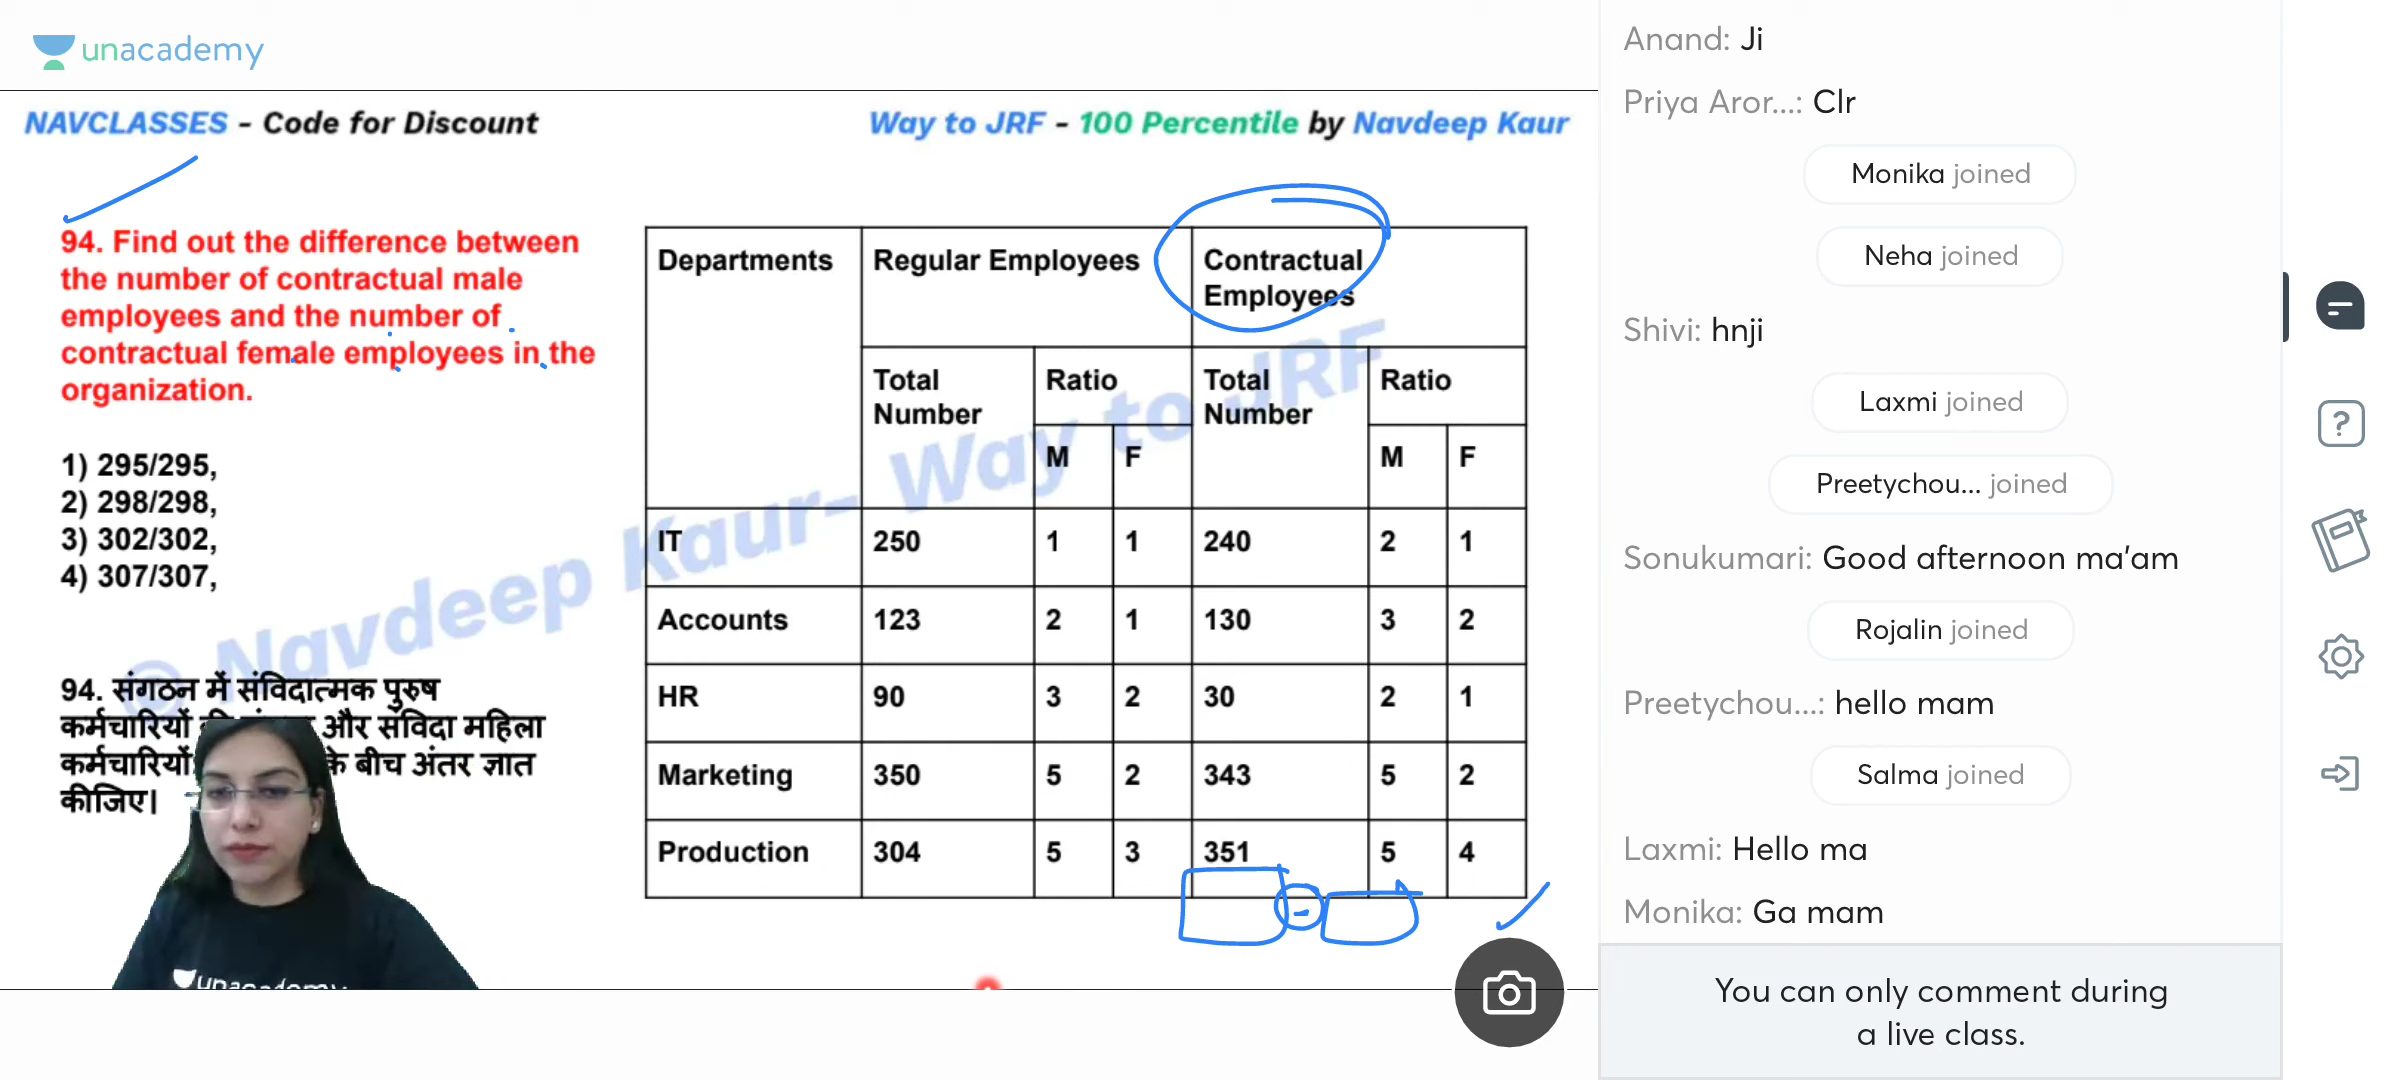 unacademy
NAVCLASSES - Code for Discount
Way to JRF - 100 Percentile by Navdeep Kaur
94. Find out the difference between
the number of contractual male
employees and the number of
contractual female employees in the
organization.
1) 295/295,
2) 298/298,
3) 302/302,
4) 307/307,
94. संगठन में संविदात्मक पुरुष
कर्मचारियों और संविदा महिला
कर्मचारियों के बीच अंतर ज्ञात
कीजिए।
Departments Regular Employees Contractual
Employees
Total
Number Ratio Total
Number Ratio
M F M F
IT 250 1 1 240 2 1
Accounts 123 2 1 130 3 2
HR 90 3 2 30 2 1
Marketing 350 5 2 343 5 2
Production 304 5 3 351 5 4
© Navdeep Kaur- Way to JRF
unacademy
Anand: Ji
Priya Aror...: Clr
Monika joined
Neha joined
Shivi: hnji
Laxmi joined
Preetychou... joined
Sonukumari: Good afternoon ma'am
Rojalin joined
Preetychou...: hello mam
Salma joined
Laxmi: Hello ma
Monika: Ga mam
You can only comment during
a live class.
?